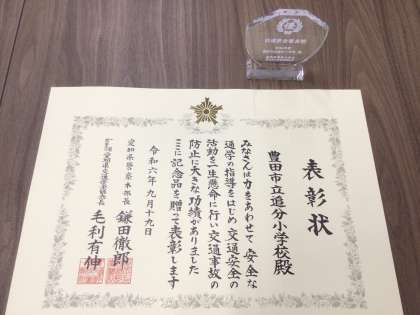 表彰状
豊田市立追分小学校殿
みなさんは力をあわせて 安全な
通学の指導をはじめ 交通安全の
活動を一生懸命に行い 交通事故の
防止に大きな功績がありました
ここに記念品を贈って表彰します
令和六年九月十九日
愛知県警察本部長 鎌田徹郎
毛利有伸